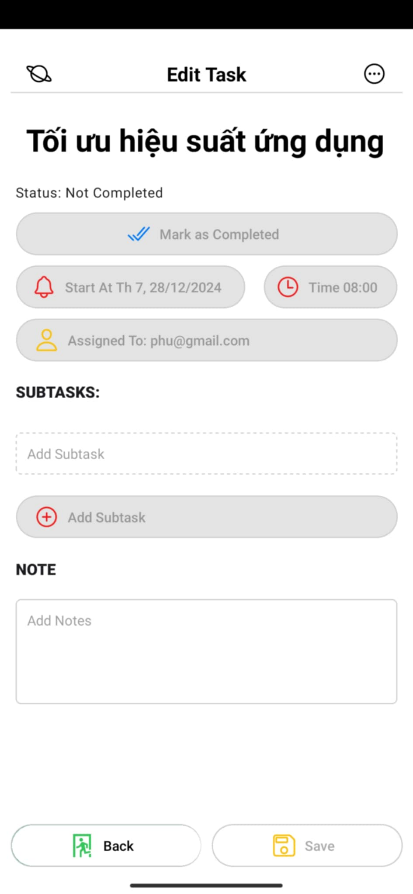 Edit Task
Tối ưu hiệu suất ứng dụng
Status: Not Completed
Mark as Completed
Start At Th 7, 28/12/2024
Time 08:00
Assigned To: phu@gmail.com
SUBTASKS:
Add Subtask
Add Subtask
NOTE
Add Notes
Back
Save